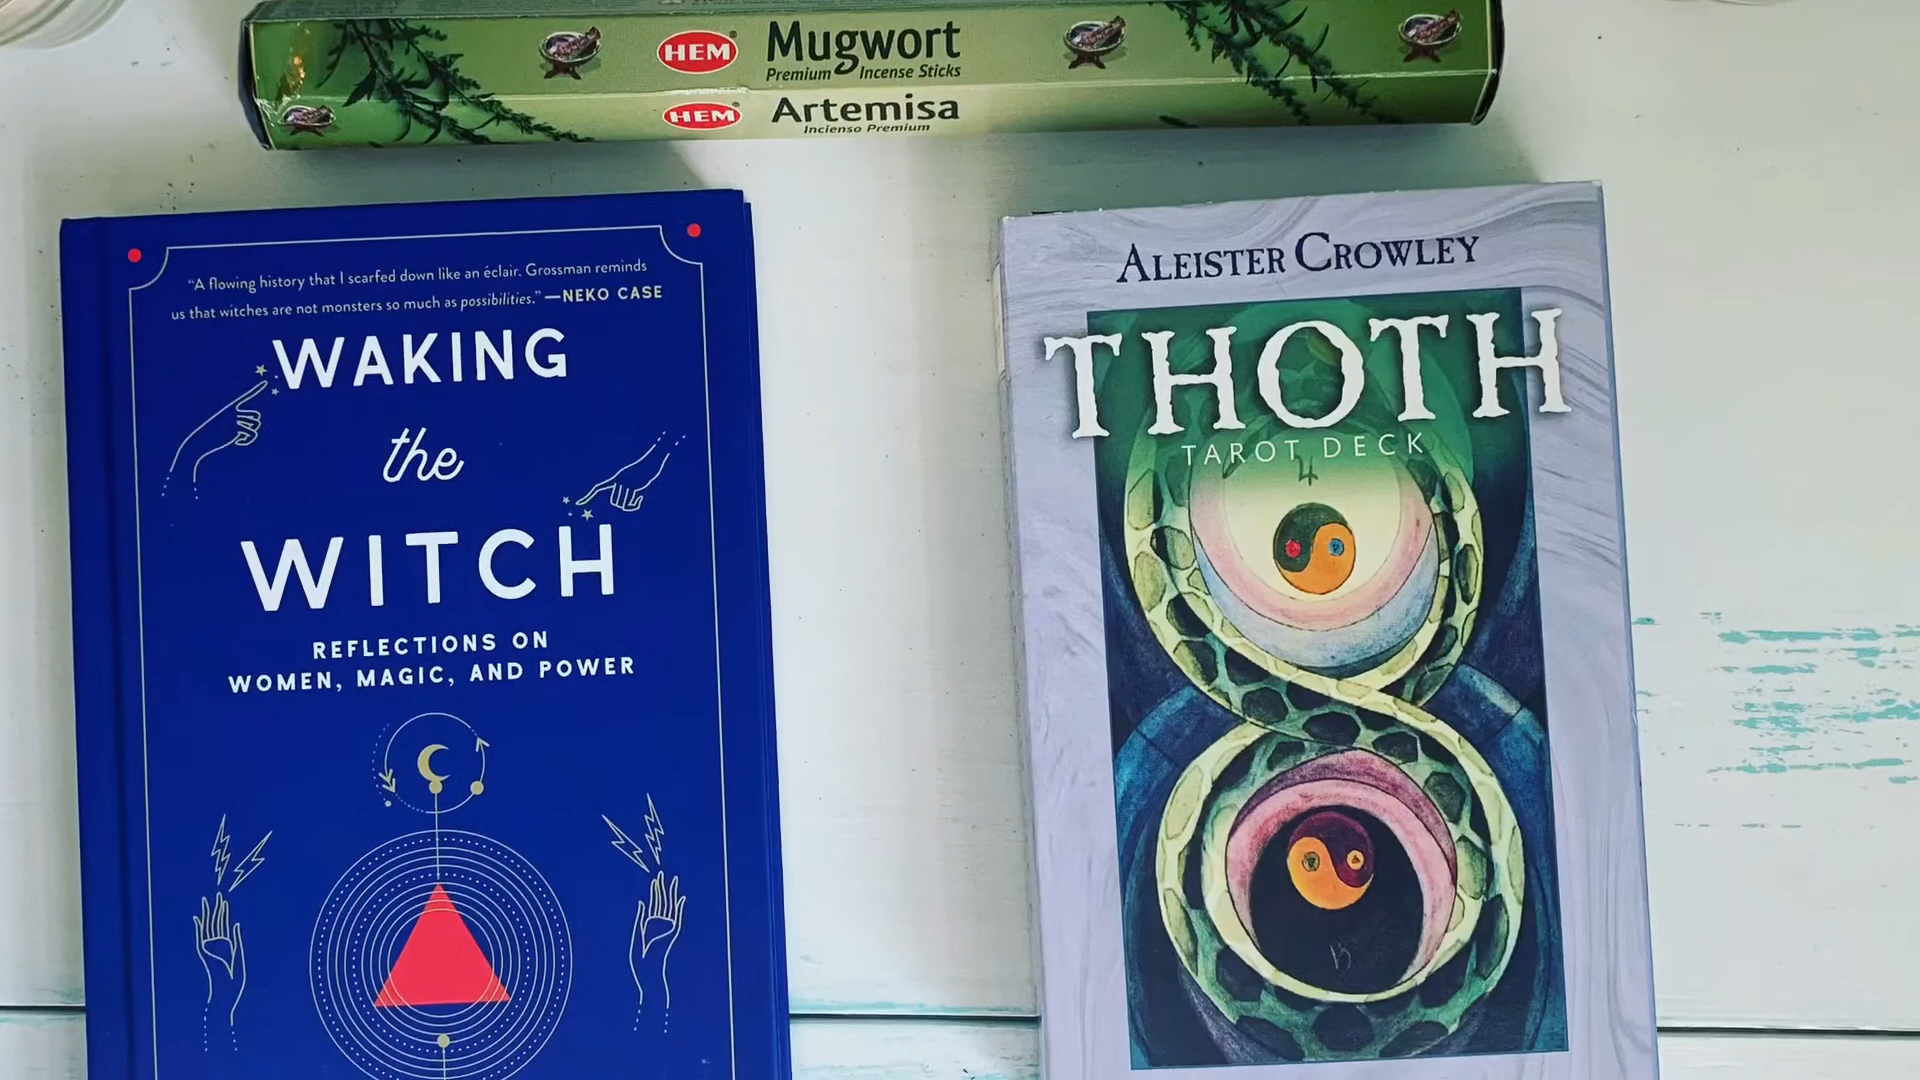 HEM® Mugwort
Premium Incense Sticks
HEM® Artemisa
Incienso Premium
“A flowing history that I scarfed down like an éclair. Grossman reminds
us that witches are not monsters so much as possibilities.” —NEKO CASE
WAKING
the
WITCH
REFLECTIONS ON
WOMEN, MAGIC, AND POWER
ALEISTER CROWLEY
THOTH
TAROT DECK